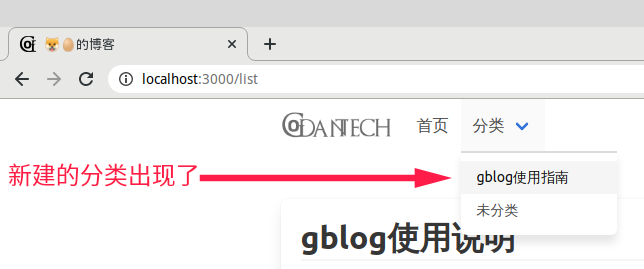 🐯🥚的博客
localhost:3000/list
CODANTECH 首页 分类
新建的分类出现了
gblog使用指南
未分类
gblog使用说明